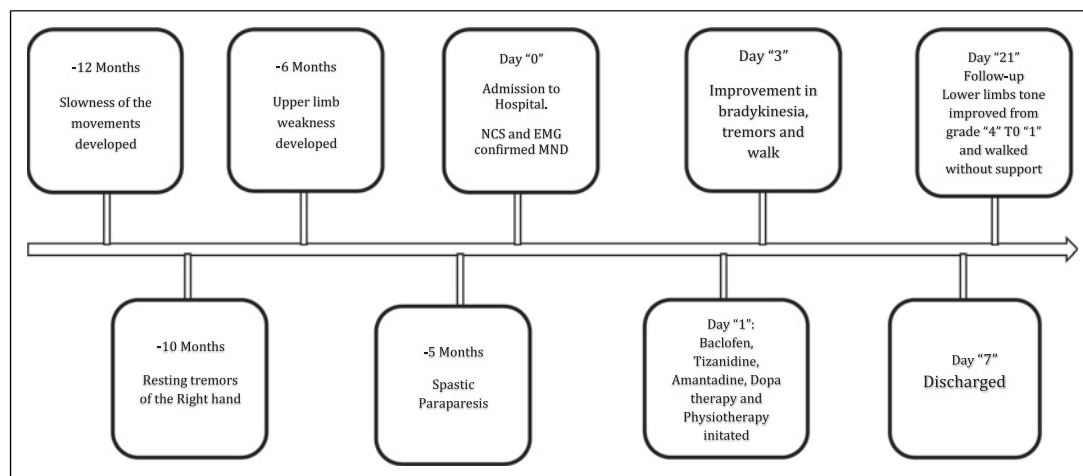 -12 Months
Slowness of the
movements
developed
-10 Months
Resting tremors
of the Right hand
-6 Months
Upper limb
weakness
developed
-5 Months
Spastic
Paraparesis
Day “0”
Admission to
Hospital.
NCS and EMG
confirmed MND
Day “1”:
Baclofen,
Tizanidine,
Amantadine, Dopa
therapy and
Physiotherapy
initated
Day “3”
Improvement in
bradykinesia,
tremors and
walk
Day “7”
Discharged
Day “21”
Follow-up
Lower limbs tone
improved from
grade “4” T0 “1”
and walked
without support